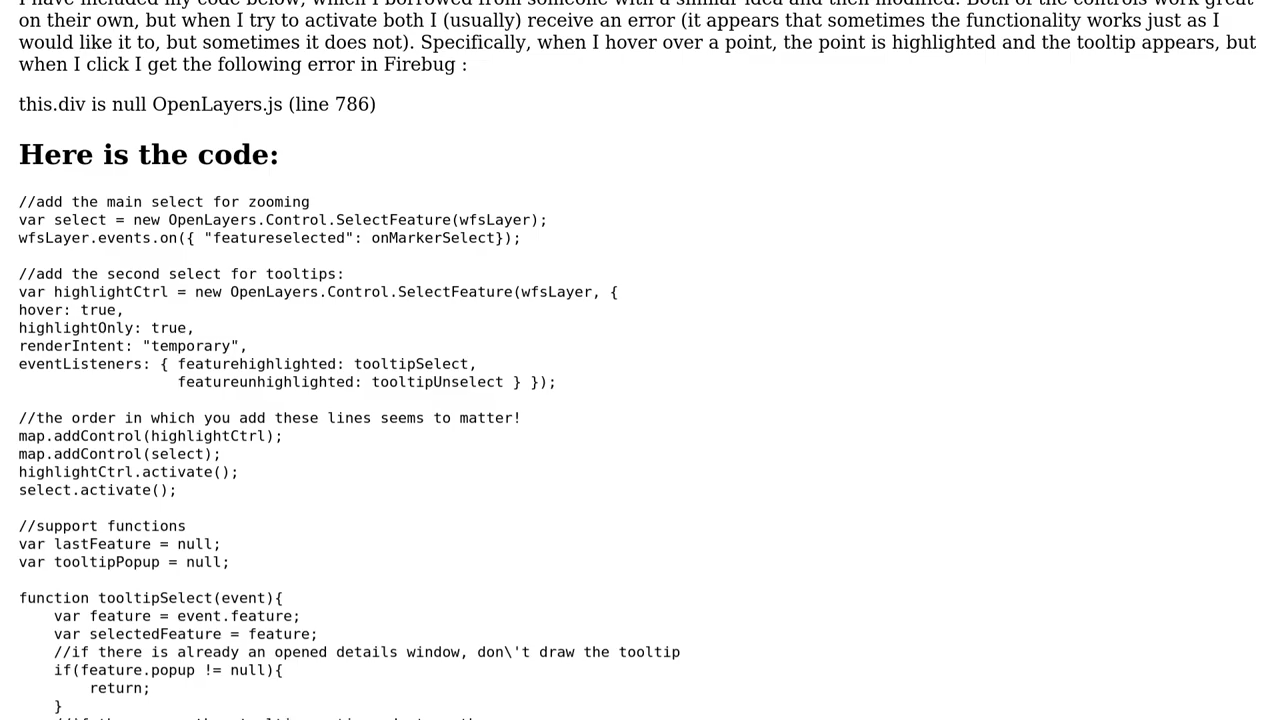 on their own, but when I try to activate both I (usually) receive an error (it appears that sometimes the functionality works just as I
would like it to, but sometimes it does not). Specifically, when I hover over a point, the point is highlighted and the tooltip appears, but
when I click I get the following error in Firebug :
this.div is null OpenLayers.js (line 786)
Here is the code:
//add the main select for zooming
var select = new OpenLayers.Control.SelectFeature(wfsLayer);
wfsLayer.events.on({ "featureselected": onMarkerSelect});
//add the second select for tooltips:
var highlightCtrl = new OpenLayers.Control.SelectFeature(wfsLayer, {
hover: true,
highlightOnly: true,
renderIntent: "temporary",
eventListeners: { featurehighlighted: tooltipSelect,
featureunhighlighted: tooltipUnselect } });
//the order in which you add these lines seems to matter!
map.addControl(highlightCtrl);
map.addControl(select);
highlightCtrl.activate();
select.activate();
//support functions
var lastFeature = null;
var tooltipPopup = null;
function tooltipSelect(event){
var feature = event.feature;
var selectedFeature = feature;
//if there is already an opened details window, don\'t draw the tooltip
if(feature.popup != null){
return;
}